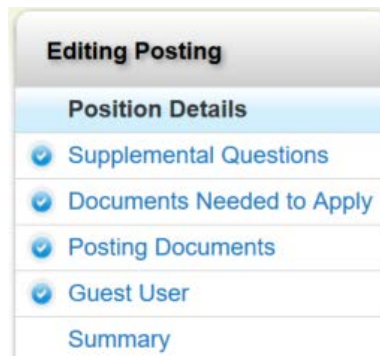 Editing Posting
Position Details
Supplemental Questions
Documents Needed to Apply
Posting Documents
Guest User
Summary